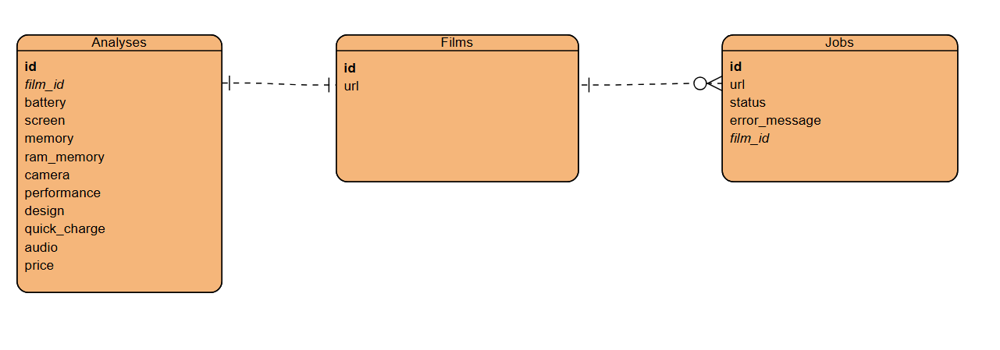 Analyses
id
film_id
battery
screen
memory
ram_memory
camera
performance
design
quick_charge
audio
price
Films
id
url
Jobs
id
url
status
error_message
film_id